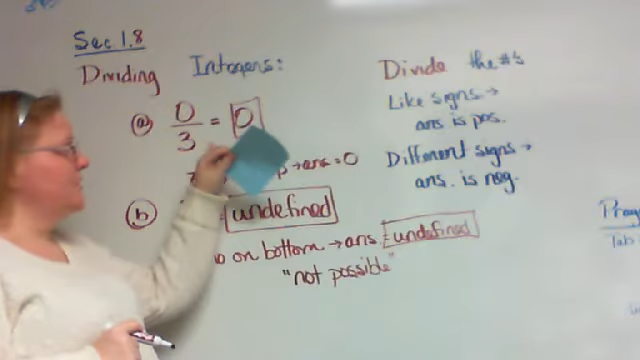 Sec 1.8
Dividing Integers:
(a) 0/3 = 0
→ ans = 0
(b) undefined
on bottom → ans = undefined
"not possible"
Divide the #s
Like signs →
ans is pos.
Different signs →
ans. is neg.
Tab